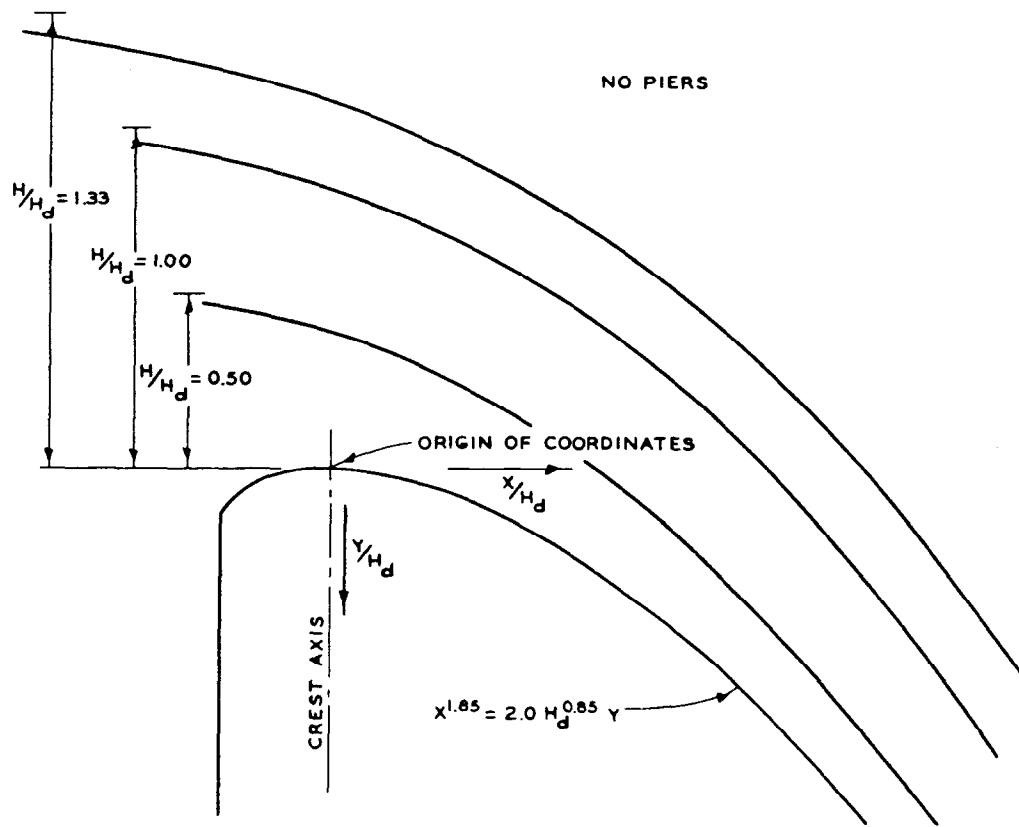 NO PIERS
H/Hd = 1.33
H/Hd = 1.00
H/Hd = 0.50
ORIGIN OF COORDINATES
X/Hd
Y/Hd
CREST AXIS
X^1.85 = 2.0 Hd^0.85 Y